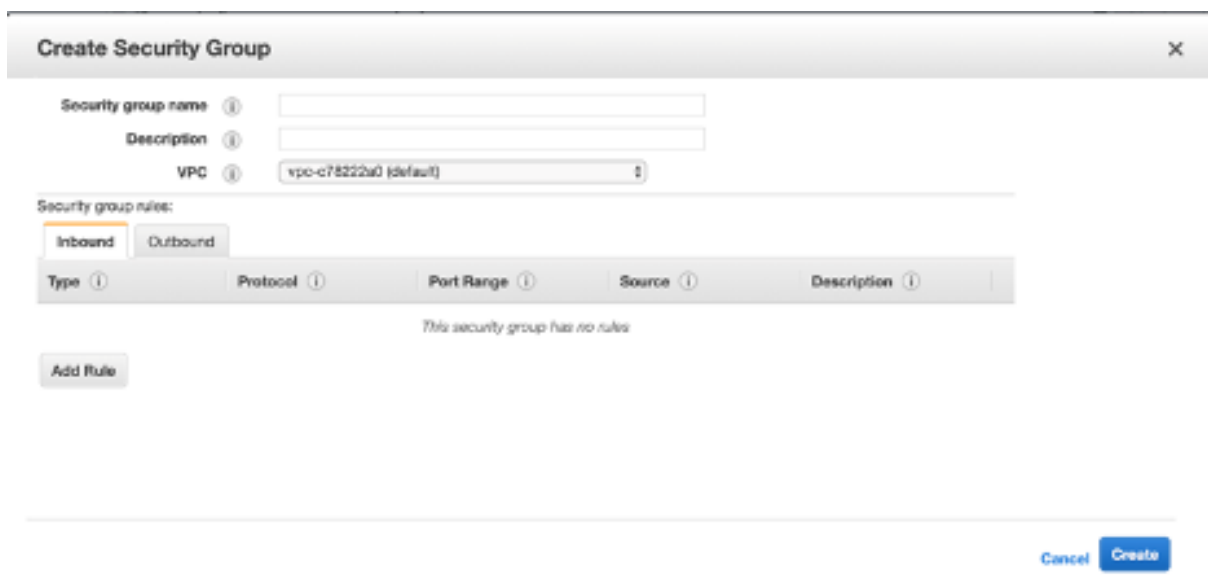 Create Security Group
Security group name
Description
VPC vpc-c78222a0 (default)
Security group rules:
Inbound Outbound
Type Protocol Port Range Source Description
This security group has no rules
Add Rule
Cancel Create